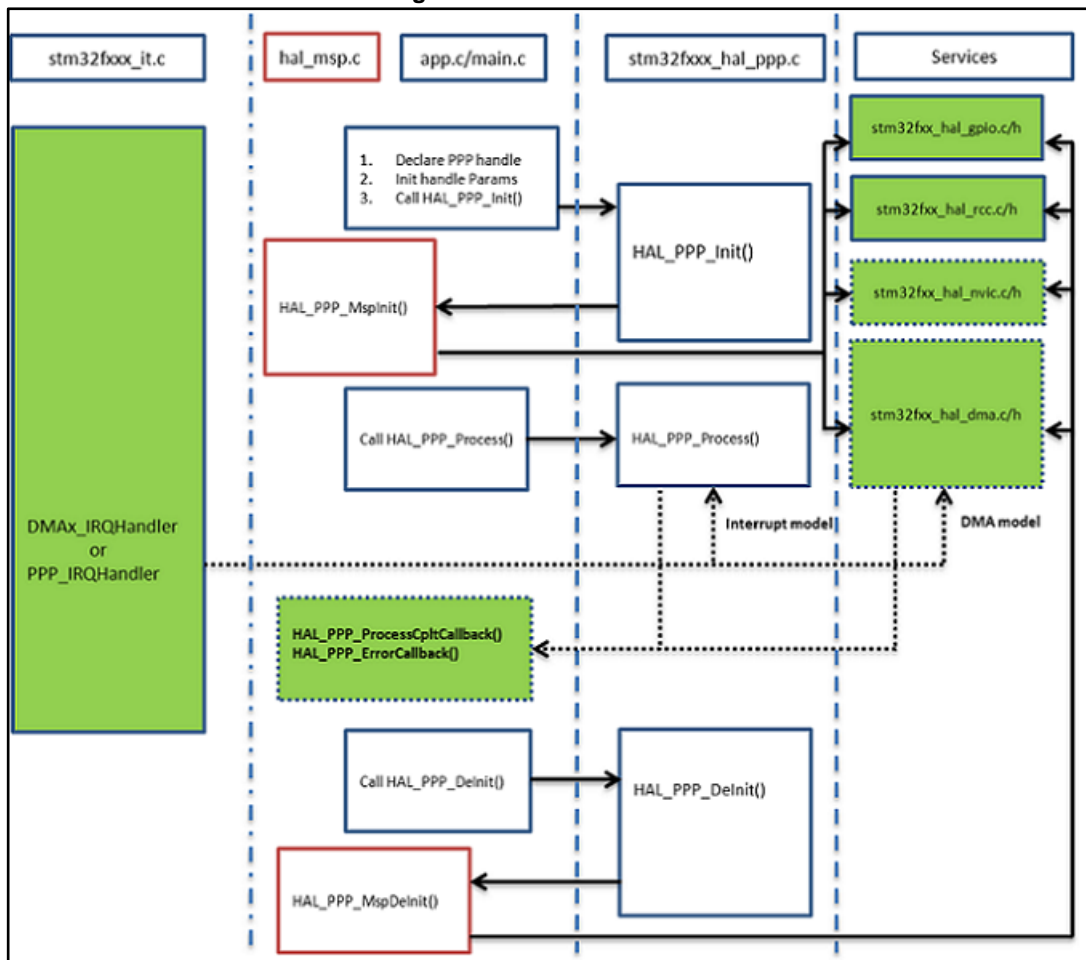 stm32fxxx_it.c
hal_msp.c
app.c/main.c
stm32fxxx_hal_ppp.c
Services
1. Declare PPP handle
2. Init handle Params
3. Call HAL_PPP_Init()
stm32fxx_hal_gpio.c/h
stm32fxx_hal_rcc.c/h
HAL_PPP_Init()
HAL_PPP_MspInit()
stm32fxx_hal_nvic.c/h
Call HAL_PPP_Process()
HAL_PPP_Process()
stm32fxx_hal_dma.c/h
DMAx_IRQHandler
or
PPP_IRQHandler
Interrupt model
DMA model
HAL_PPP_ProcessCpltCallback()
HAL_PPP_ErrorCallback()
Call HAL_PPP_DeInit()
HAL_PPP_DeInit()
HAL_PPP_MspDeInit()